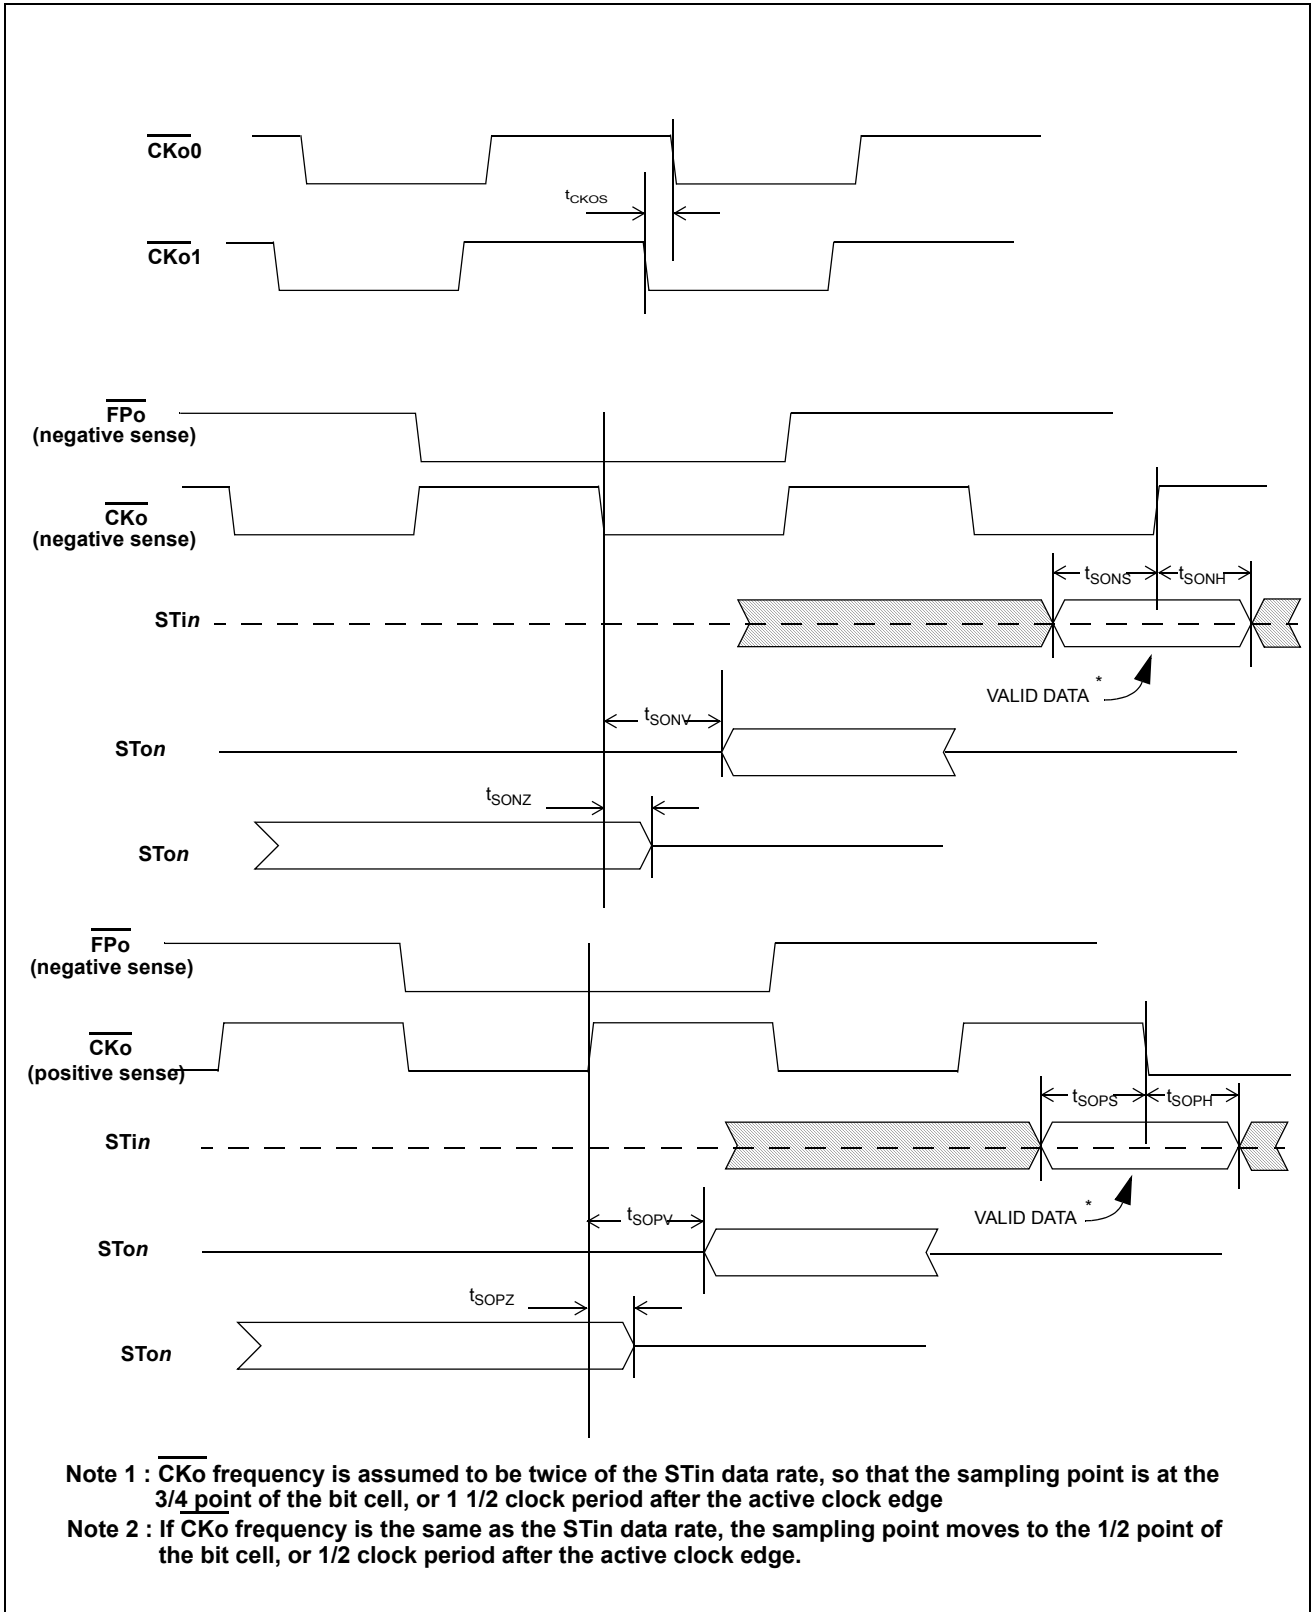 CKo0
tCKOS
CKo1
FPo
(negative sense)
CKo
(negative sense)
tSONS
tSONH
STin
VALID DATA *
tSONV
STon
tSONZ
STon
FPo
(negative sense)
CKo
(positive sense)
tSOPS
tSOPH
STin
VALID DATA *
tSOPV
STon
tSOPZ
STon
Note 1 : CKo frequency is assumed to be twice of the STin data rate, so that the sampling point is at the
3/4 point of the bit cell, or 1 1/2 clock period after the active clock edge
Note 2 : If CKo frequency is the same as the STin data rate, the sampling point moves to the 1/2 point of
the bit cell, or 1/2 clock period after the active clock edge.